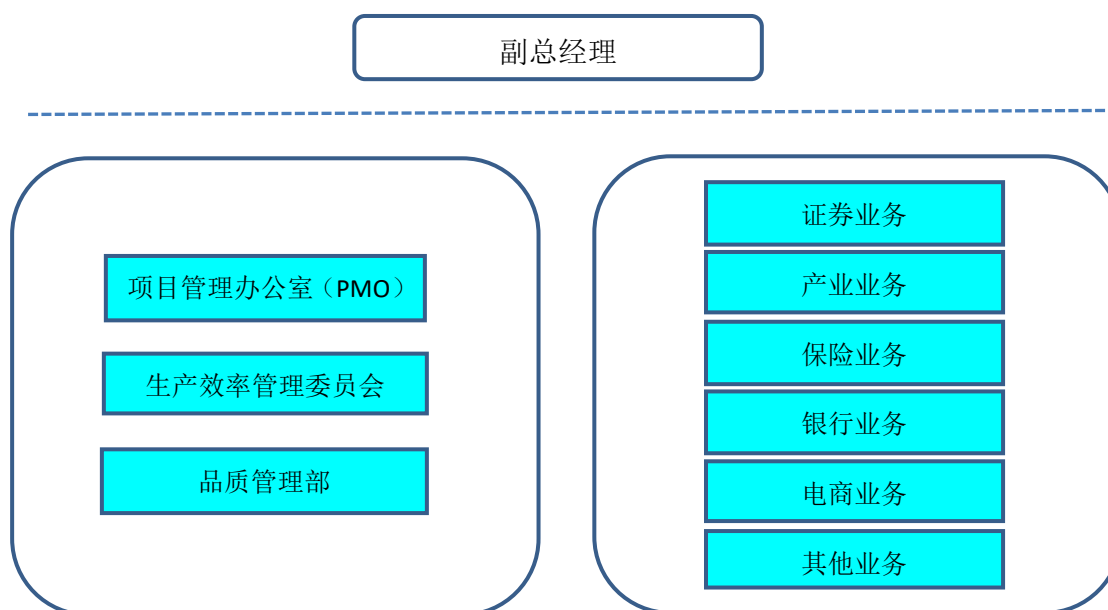 副总经理
项目管理办公室（PMO）
生产效率管理委员会
品质管理部
证券业务
产业业务
保险业务
银行业务
电商业务
其他业务